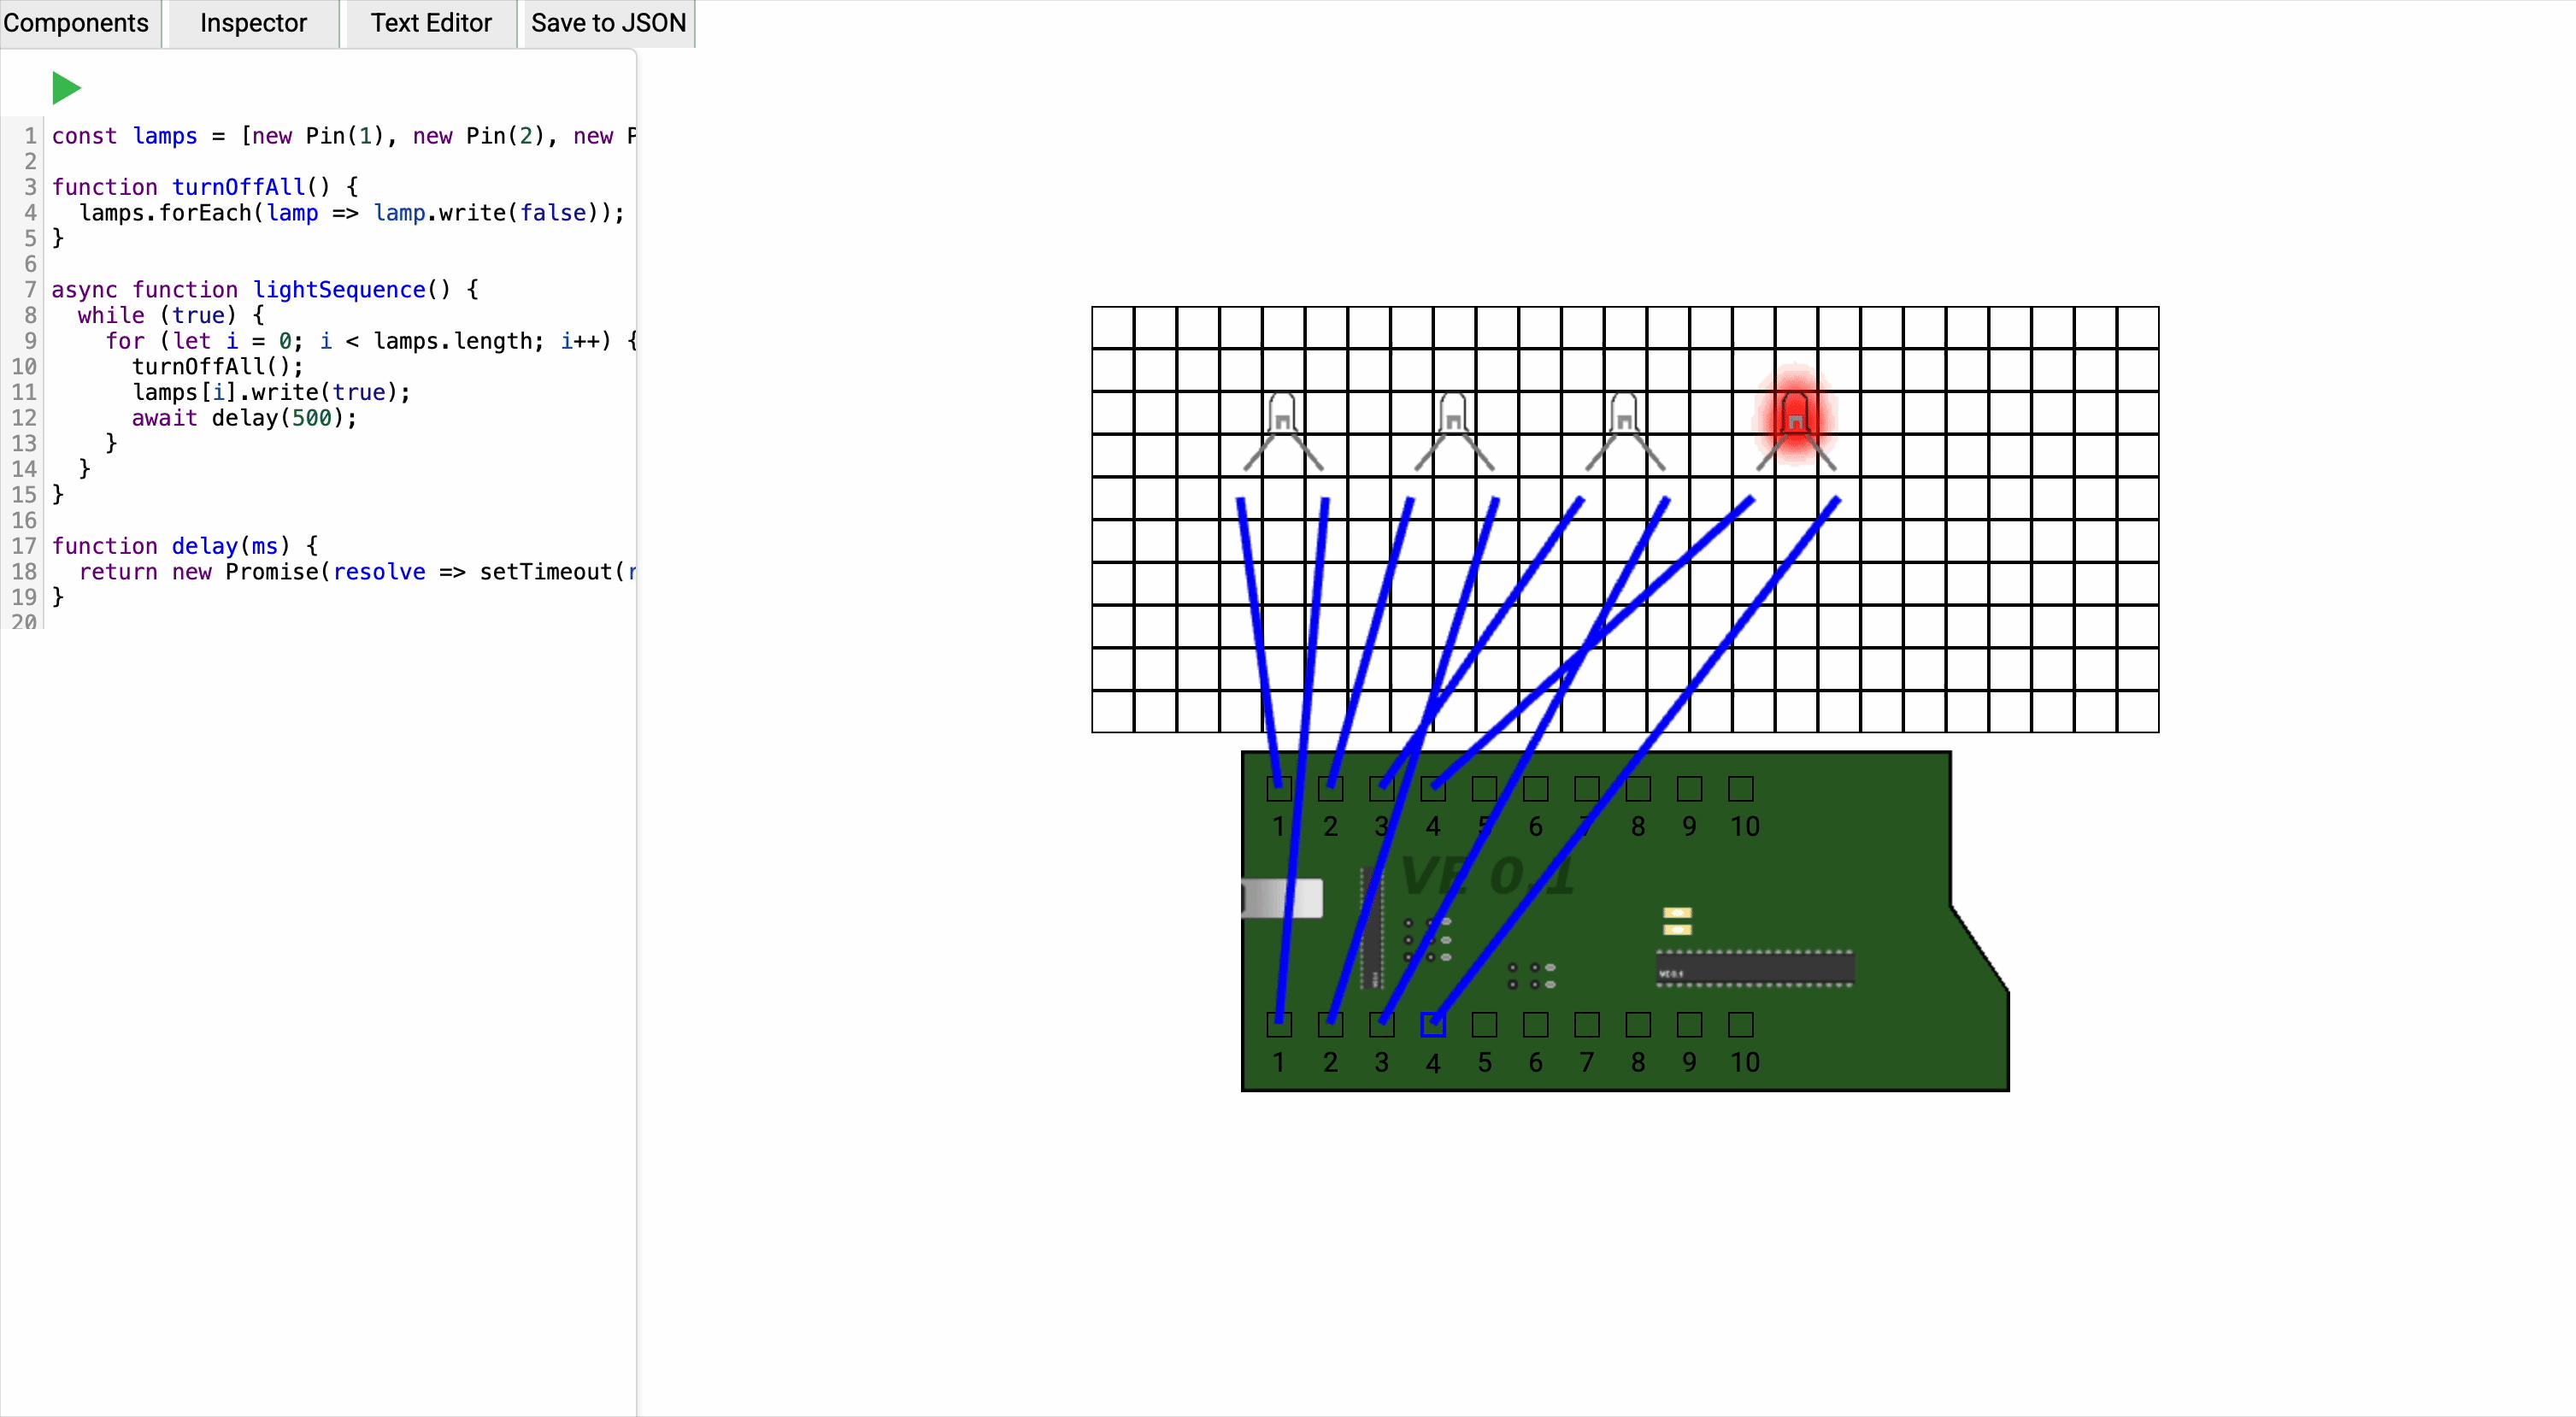 Components Inspector Text Editor Save to JSON
1 const lamps = [new Pin(1), new Pin(2), new P
2
3 function turnOffAll() {
4 lamps.forEach(lamp => lamp.write(false));
5 }
6
7 async function lightSequence() {
8 while (true) {
9 for (let i = 0; i < lamps.length; i++) {
10 turnOffAll();
11 lamps[i].write(true);
12 await delay(500);
13 }
14 }
15 }
16
17 function delay(ms) {
18 return new Promise(resolve => setTimeout(r
19 }
20
1 2 3 4 5 6 7 8 9 10
VE 0.1
VE 0.1
1 2 3 4 5 6 7 8 9 10